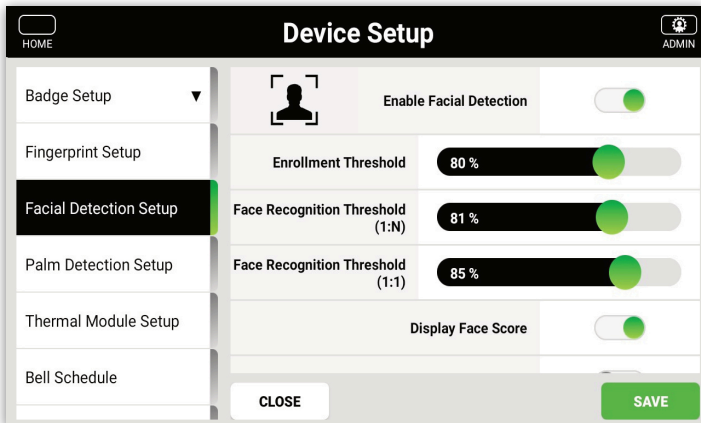 HOME
Device Setup
ADMIN
Badge Setup ▼
Fingerprint Setup
Facial Detection Setup
Palm Detection Setup
Thermal Module Setup
Bell Schedule
Enable Facial Detection
Enrollment Threshold
80 %
Face Recognition Threshold
(1:N)
81 %
Face Recognition Threshold
(1:1)
85 %
Display Face Score
CLOSE
SAVE